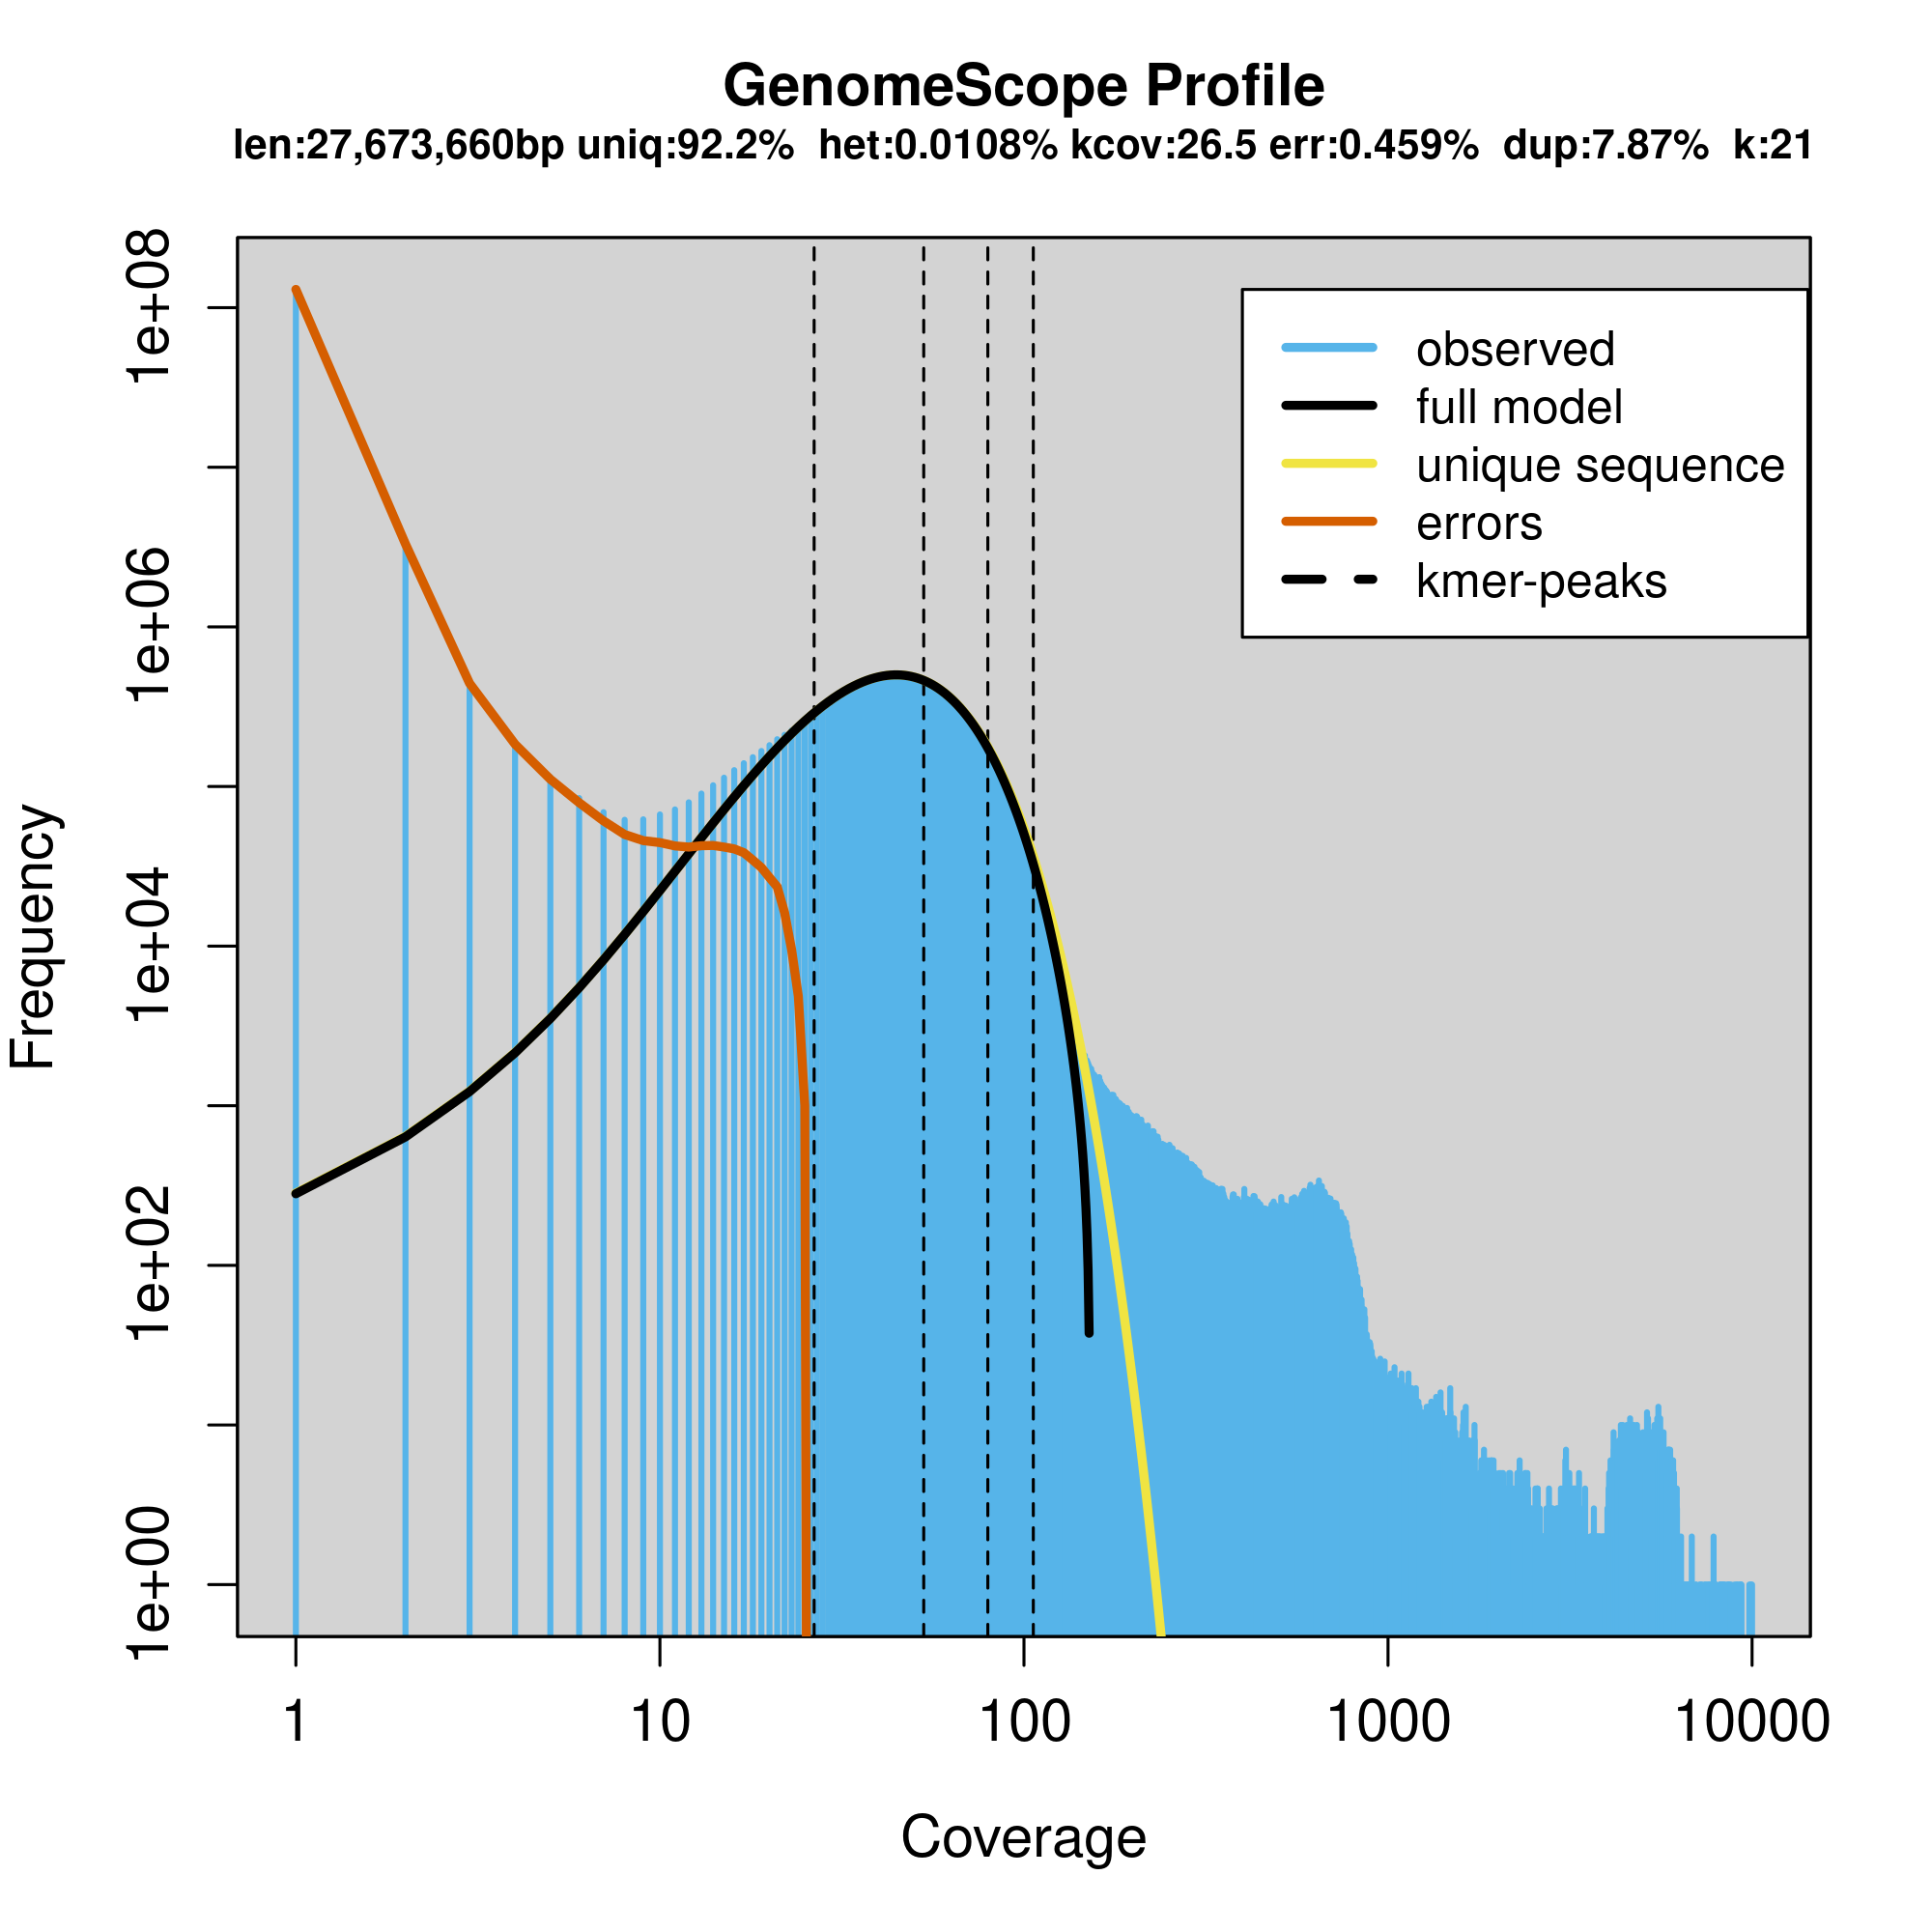 GenomeScope Profile
len:27,673,660bp uniq:92.2% het:0.0108% kcov:26.5 err:0.459% dup:7.87% k:21
observed
full model
unique sequence
errors
kmer-peaks
Frequency
1e+08
1e+06
1e+04
1e+02
1e+00
1
10
100
1000
10000
Coverage